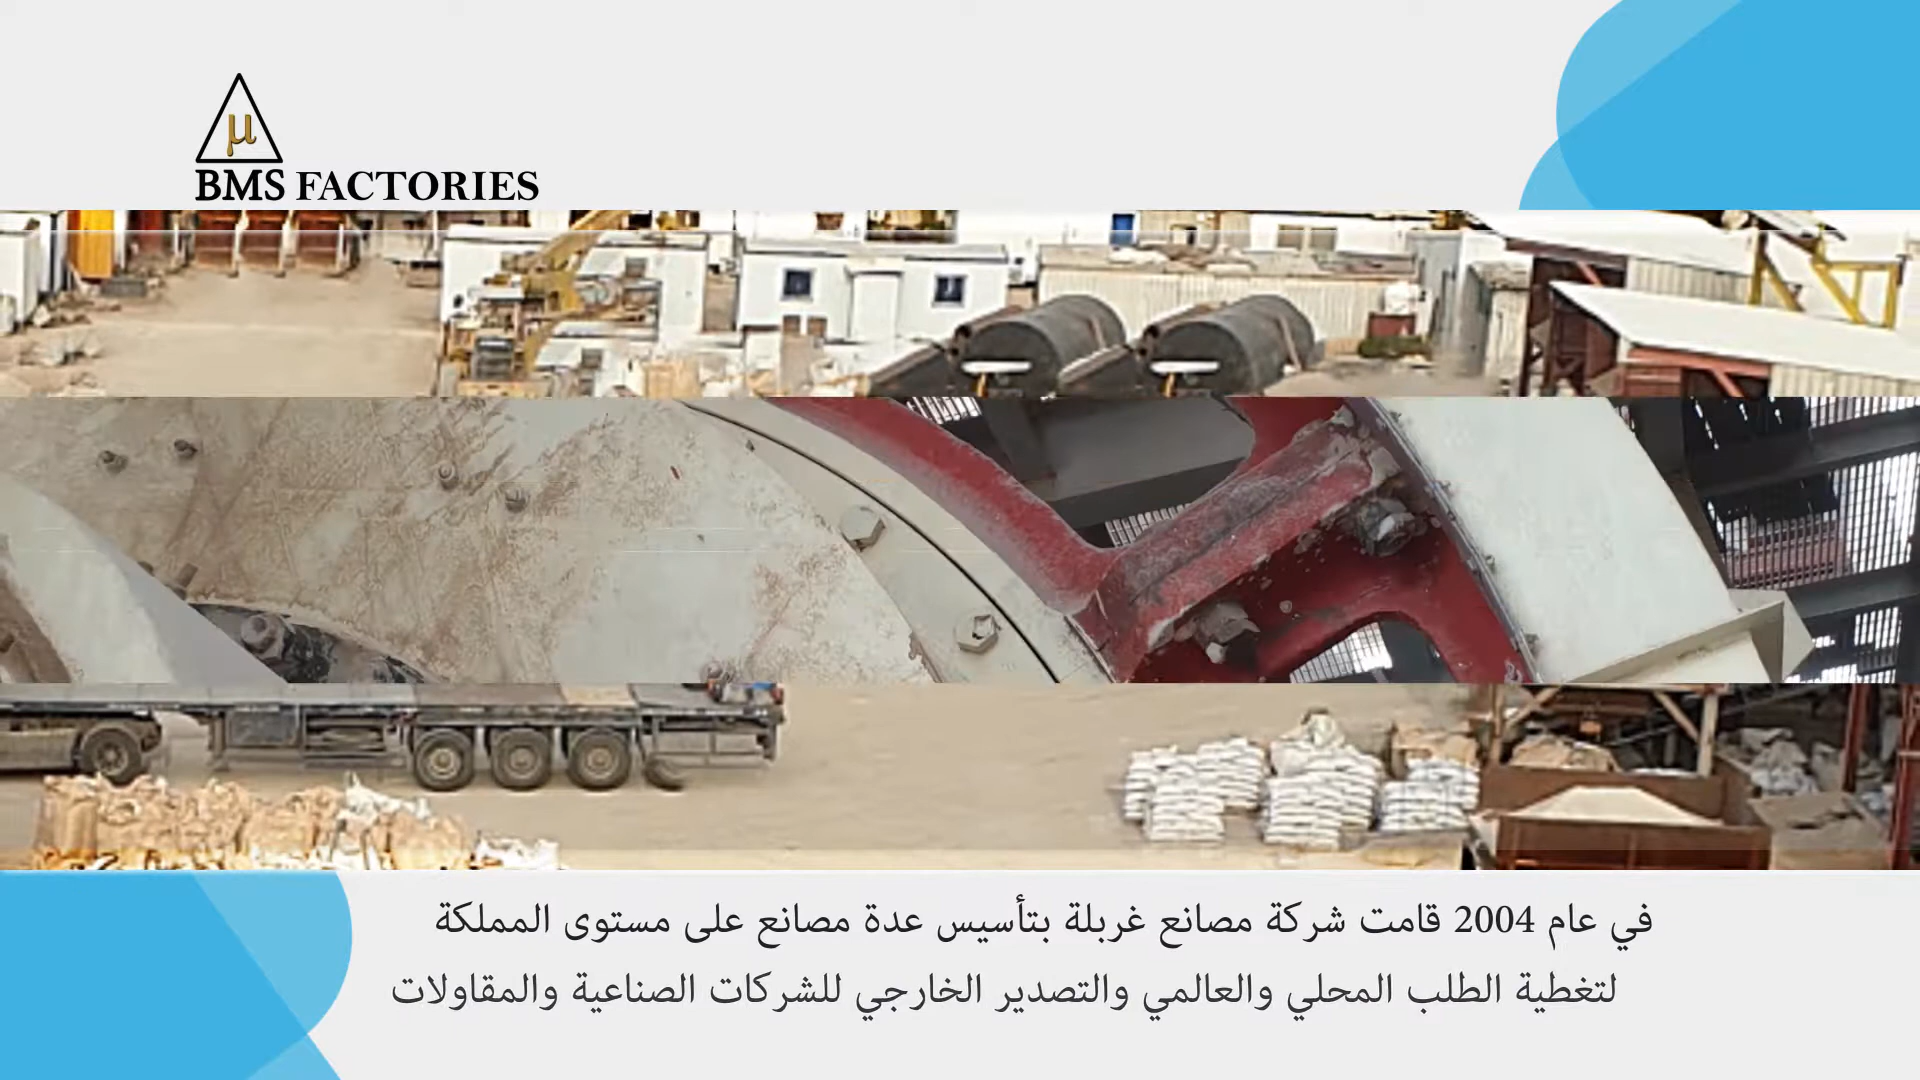 µ
BMS FACTORIES
في عام 2004 قامت شركة مصانع غربلة بتأسيس عدة مصانع على مستوى المملكة
لتغطية الطلب المحلي والعالمي والتصدير الخارجي للشركات الصناعية والمقاولات